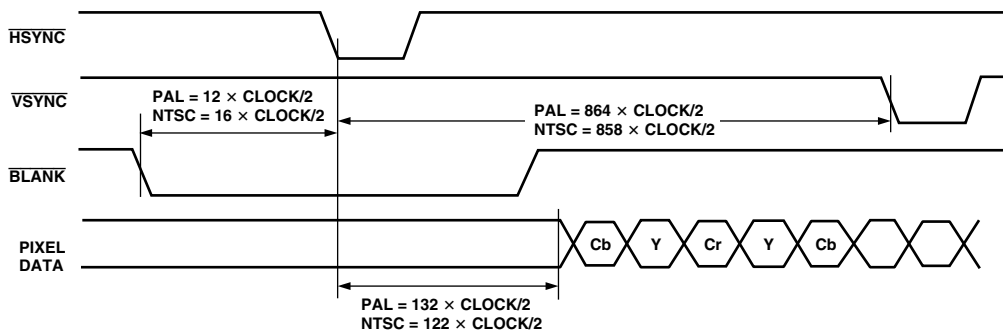 HSYNC
VSYNC
PAL = 12 × CLOCK/2
NTSC = 16 × CLOCK/2
PAL = 864 × CLOCK/2
NTSC = 858 × CLOCK/2
BLANK
PIXEL
DATA
Cb Y Cr Y Cb
PAL = 132 × CLOCK/2
NTSC = 122 × CLOCK/2